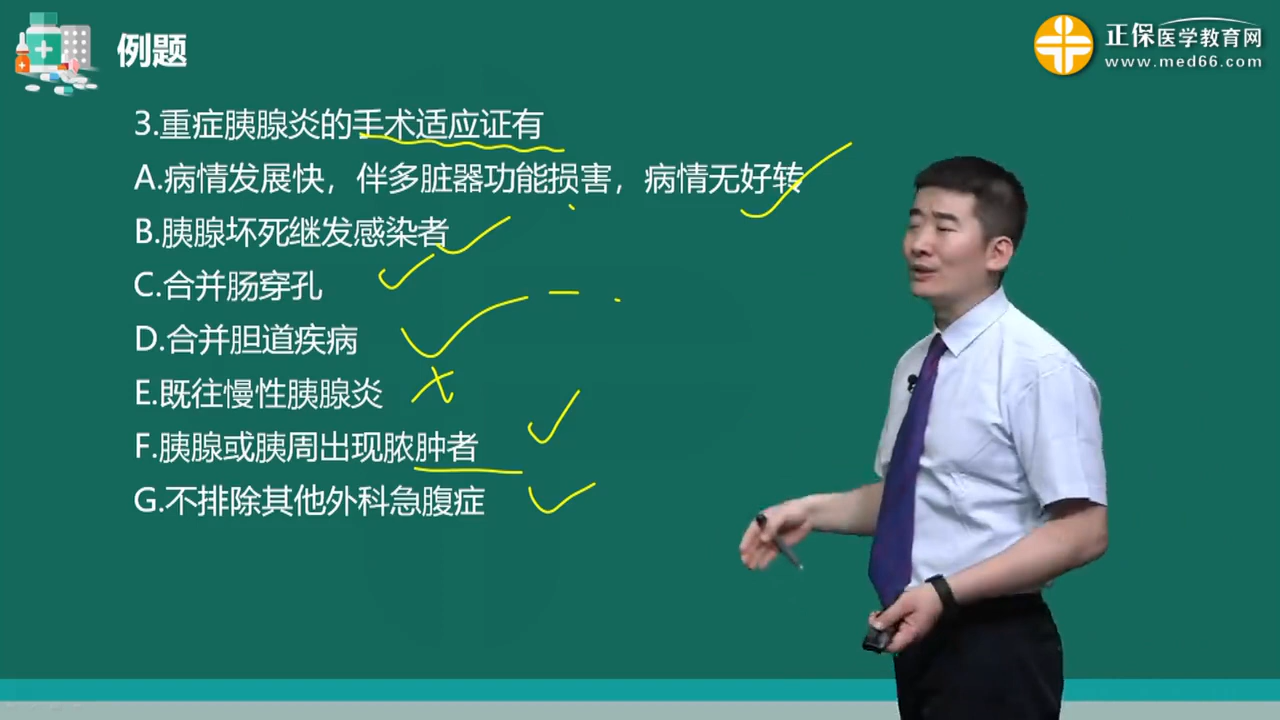 例题
正保医学教育网
www.med66.com
3.重症胰腺炎的手术适应证有
A.病情发展快，伴多脏器功能损害，病情无好转
B.胰腺坏死继发感染者
C.合并肠穿孔
D.合并胆道疾病
E.既往慢性胰腺炎
F.胰腺或胰周出现脓肿者
G.不排除其他外科急腹症